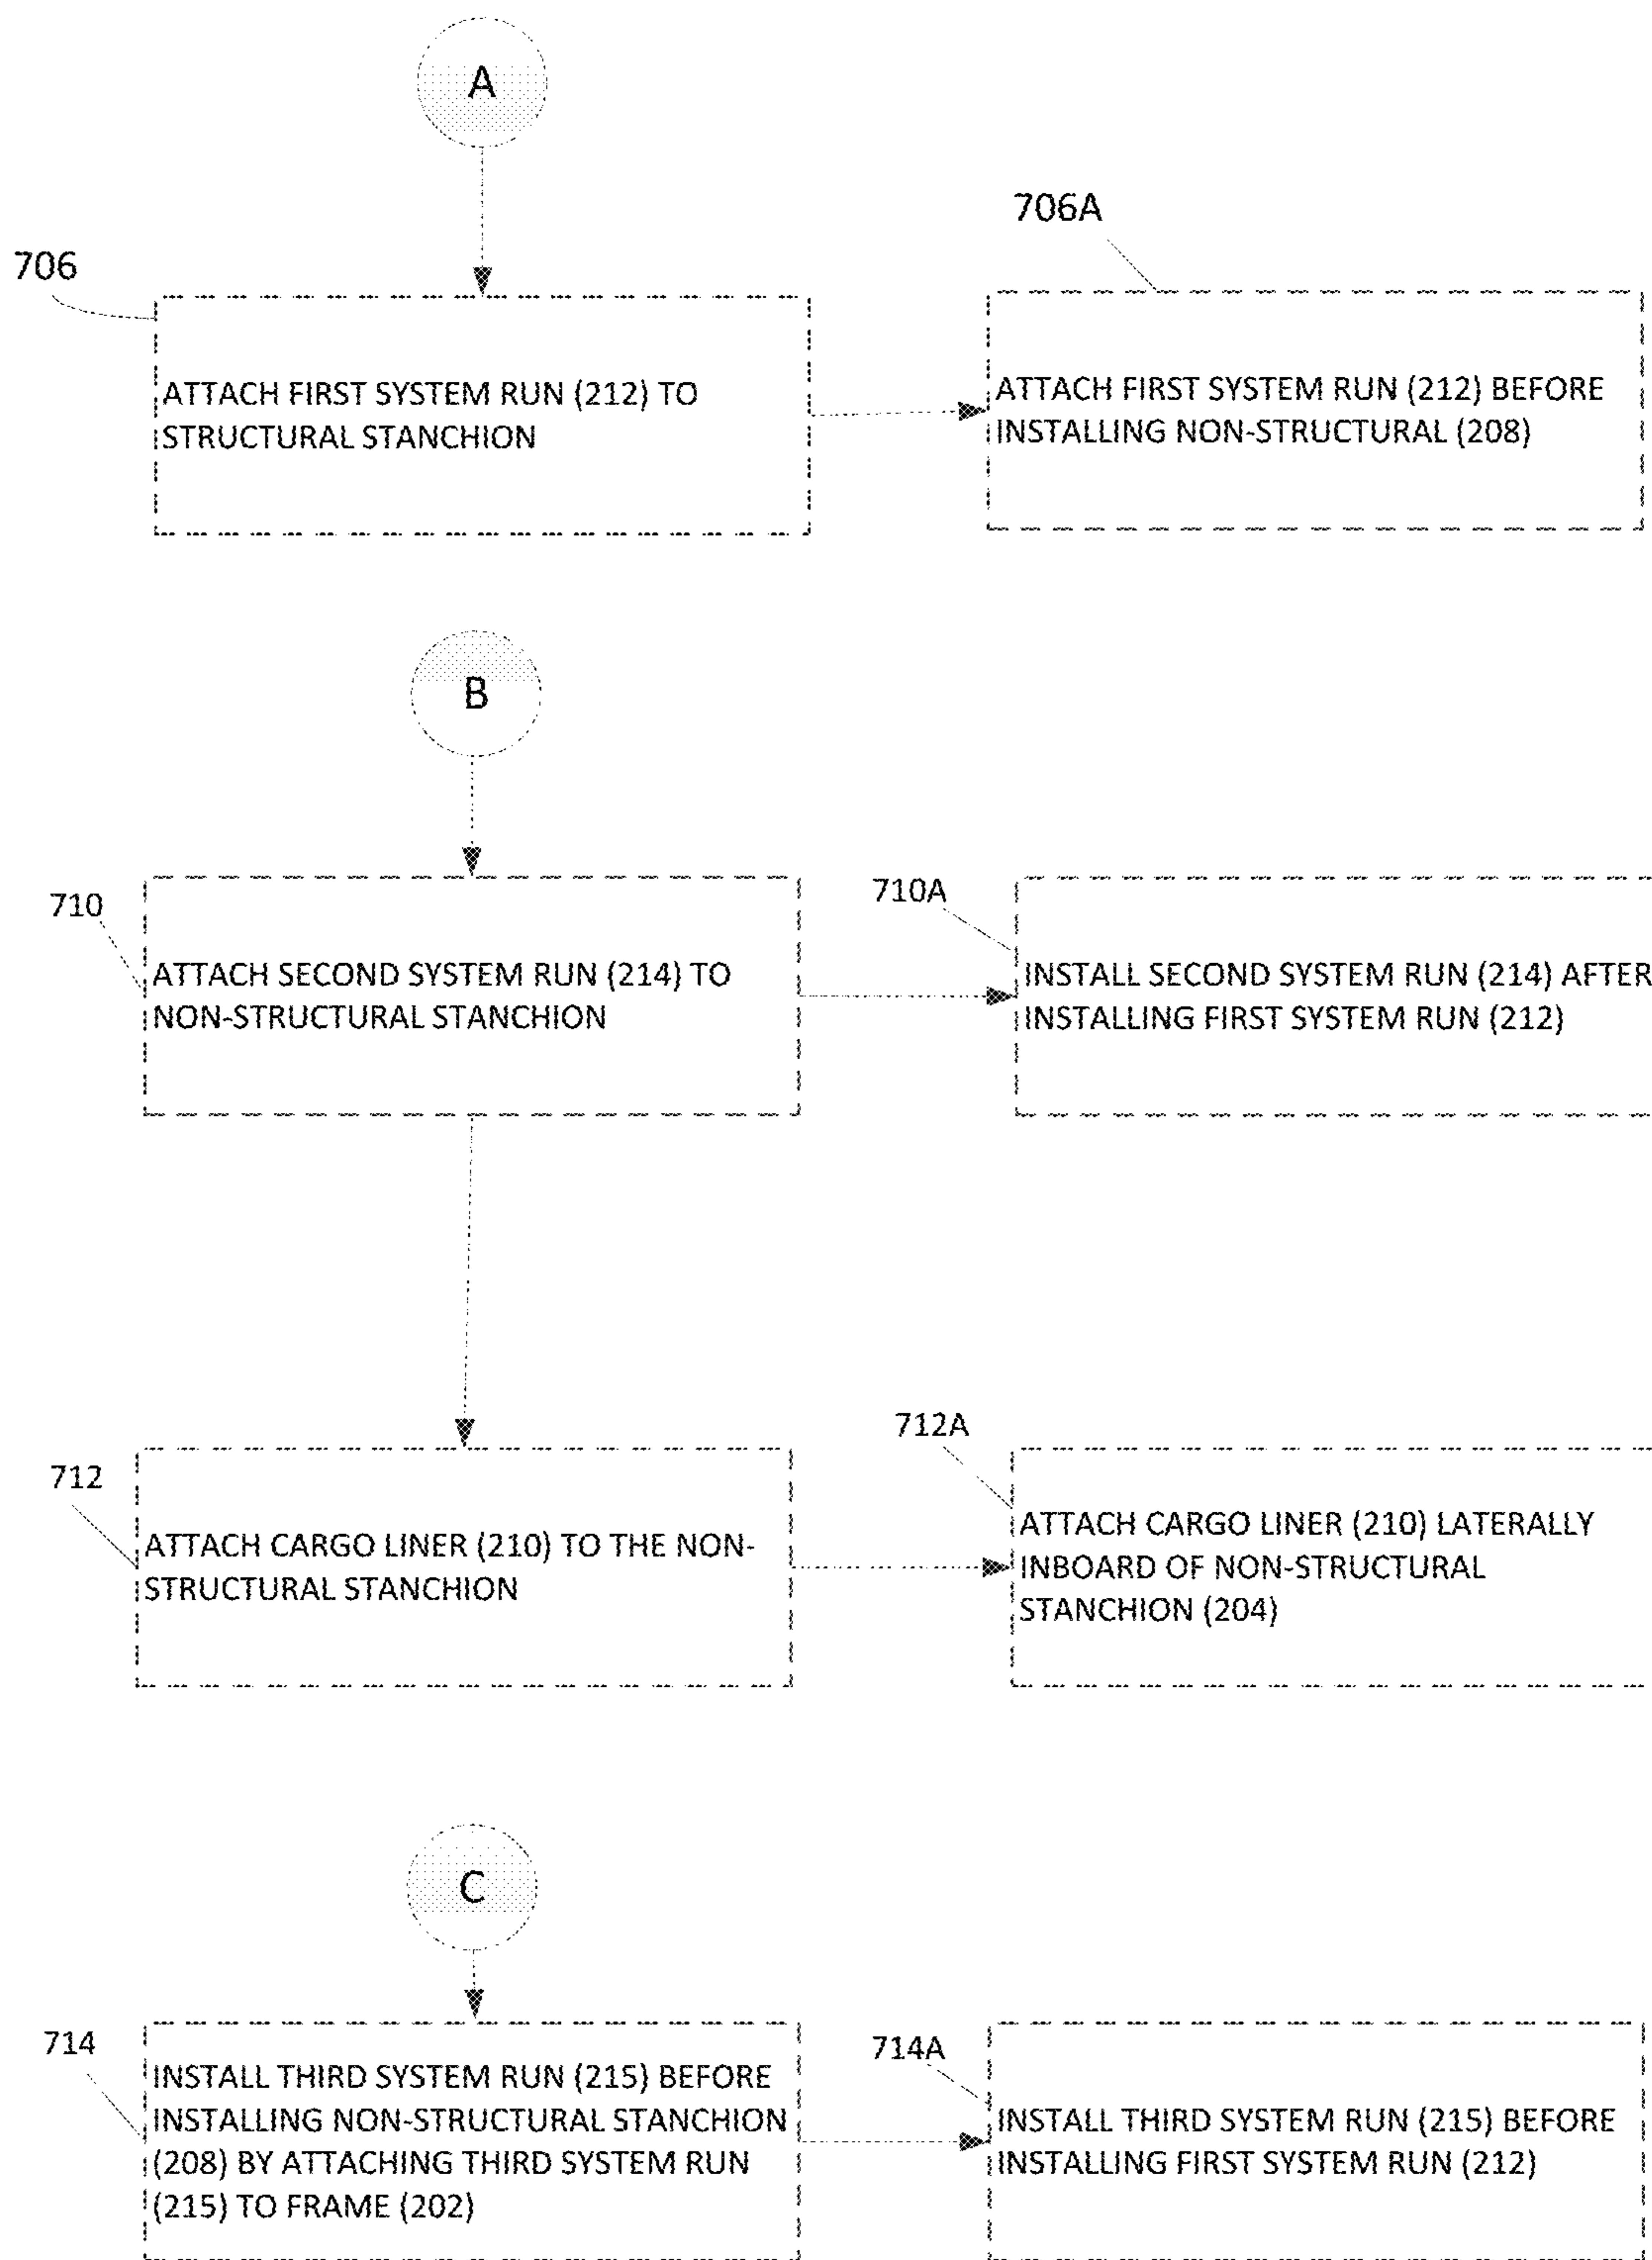 A
706A
706
ATTACH FIRST SYSTEM RUN (212) TO
STRUCTURAL STANCHION
ATTACH FIRST SYSTEM RUN (212) BEFORE
INSTALLING NON-STRUCTURAL (208)
B
710
710A
ATTACH SECOND SYSTEM RUN (214) TO
NON-STRUCTURAL STANCHION
INSTALL SECOND SYSTEM RUN (214) AFTER
INSTALLING FIRST SYSTEM RUN (212)
712
712A
ATTACH CARGO LINER (210) TO THE NON-
STRUCTURAL STANCHION
ATTACH CARGO LINER (210) LATERALLY
INBOARD OF NON-STRUCTURAL
STANCHION (204)
C
714
714A
INSTALL THIRD SYSTEM RUN (215) BEFORE
INSTALLING NON-STRUCTURAL STANCHION
(208) BY ATTACHING THIRD SYSTEM RUN
(215) TO FRAME (202)
INSTALL THIRD SYSTEM RUN (215) BEFORE
INSTALLING FIRST SYSTEM RUN (212)